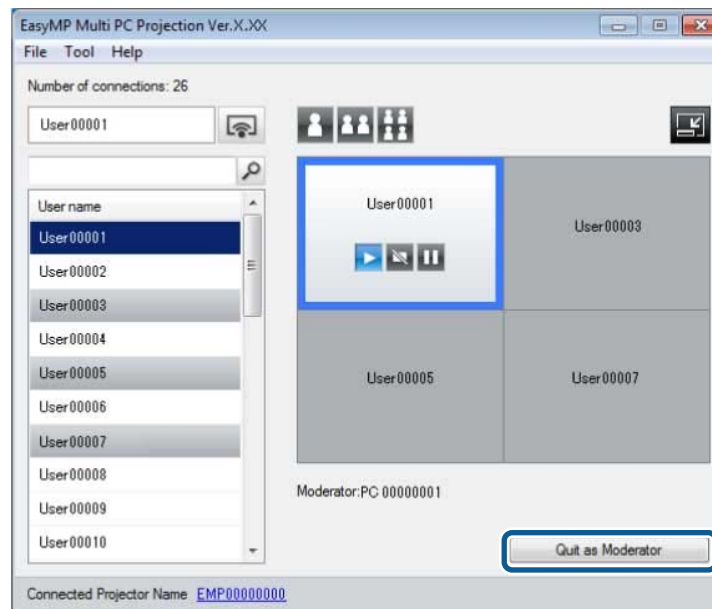 EasyMP Multi PC Projection Ver.X.XX
File Tool Help
Number of connections: 26
User00001
User name
User00001
User00002
User00003
User00004
User00005
User00006
User00007
User00008
User00009
User00010
User00001
User00003
User00005
User00007
Moderator:PC 00000001
Quit as Moderator
Connected Projector Name EMP00000000